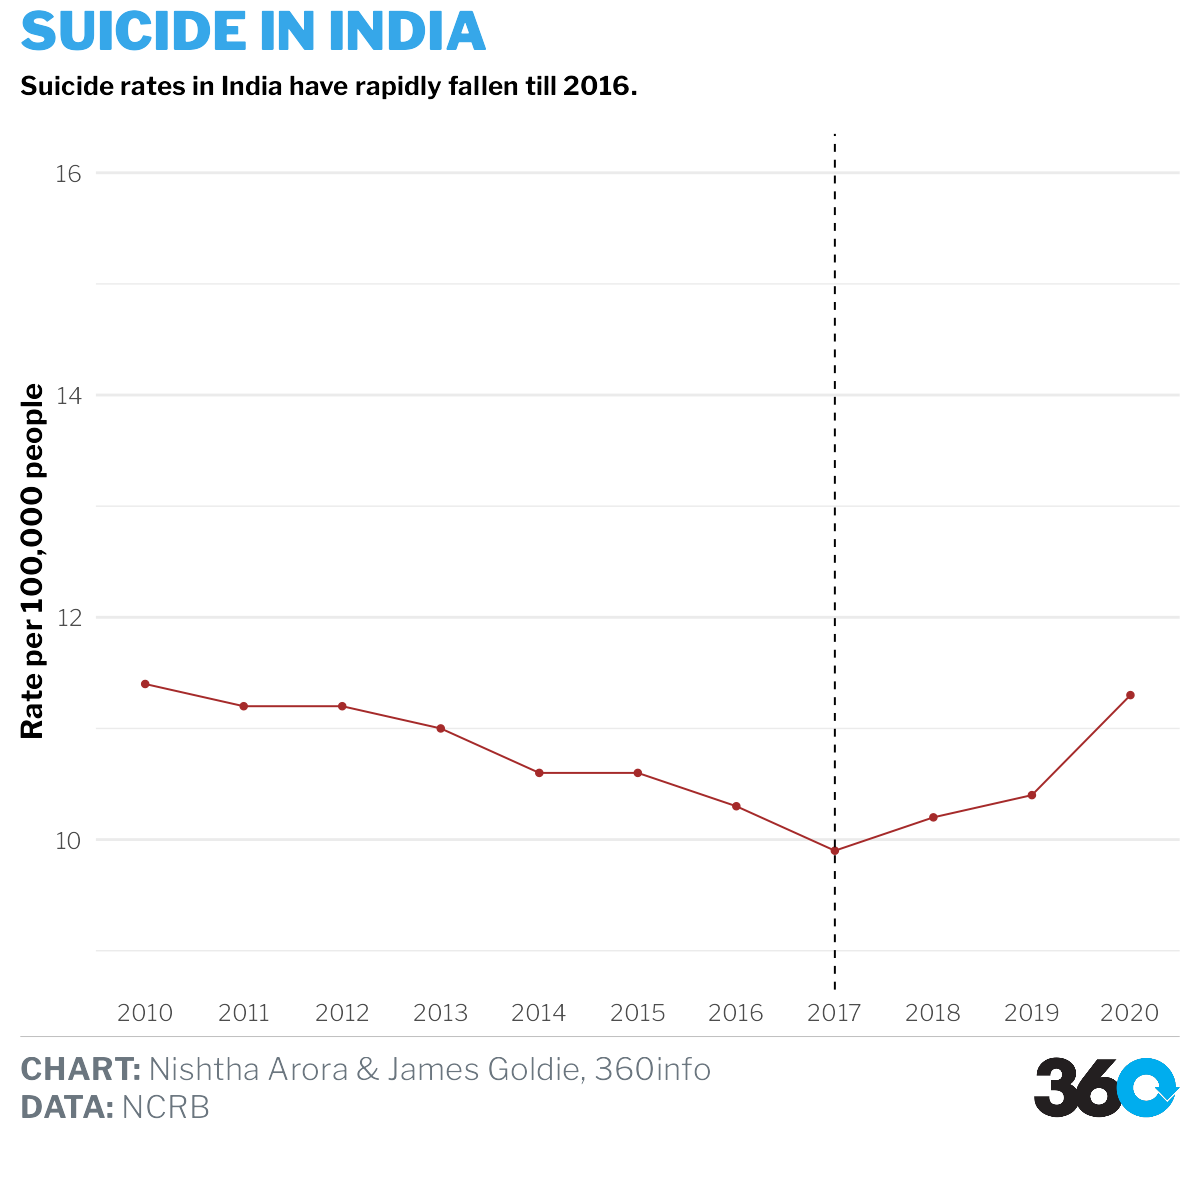 SUICIDE IN INDIA
Suicide rates in India have rapidly fallen till 2016.
Rate per 100,000 people
16
14
12
10
2010 2011 2012 2013 2014 2015 2016 2017 2018 2019 2020
CHART: Nishtha Arora & James Goldie, 360info
DATA: NCRB
360